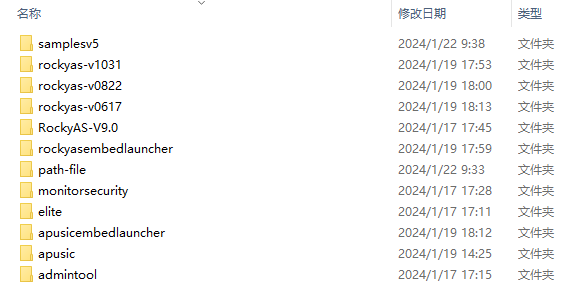 名称 修改日期 类型
samplesv5 2024/1/22 9:38 文件夹
rockyas-v1031 2024/1/19 17:53 文件夹
rockyas-v0822 2024/1/19 18:00 文件夹
rockyas-v0617 2024/1/19 18:13 文件夹
RockyAS-V9.0 2024/1/17 17:45 文件夹
rockyasembedlauncher 2024/1/19 17:59 文件夹
path-file 2024/1/22 9:33 文件夹
monitorsecurity 2024/1/17 17:28 文件夹
elite 2024/1/17 17:11 文件夹
apusicembedlauncher 2024/1/19 18:12 文件夹
apusic 2024/1/19 14:25 文件夹
admintool 2024/1/17 17:15 文件夹